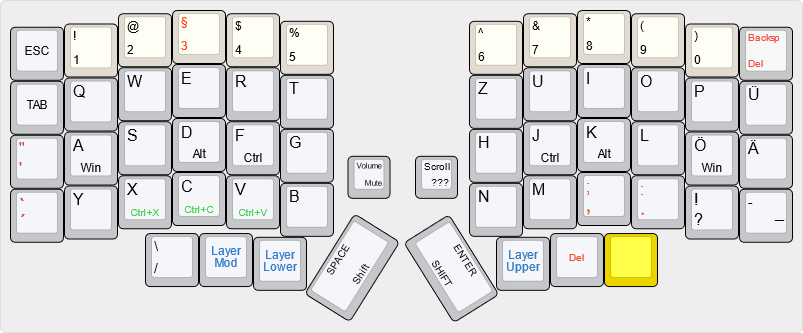 ESC
!
1
@
2
§
3
$
4
%
5
^
6
&
7
*
8
(
9
)
0
Backsp
Del
TAB
Q
W
E
R
T
Z
U
I
O
P
Ü
"
'
A
Win
S
D
Alt
F
Ctrl
G
H
J
Ctrl
K
Alt
L
Ö
Win
Ä
Volume
Mute
Scroll
???
`
´
Y
X
Ctrl+X
C
Ctrl+C
V
Ctrl+V
B
N
M
;
,
:
.
!
?
-
_
\
/
Layer
Mod
Layer
Lower
SPACE
Shift
ENTER
SHIFT
Layer
Upper
Del